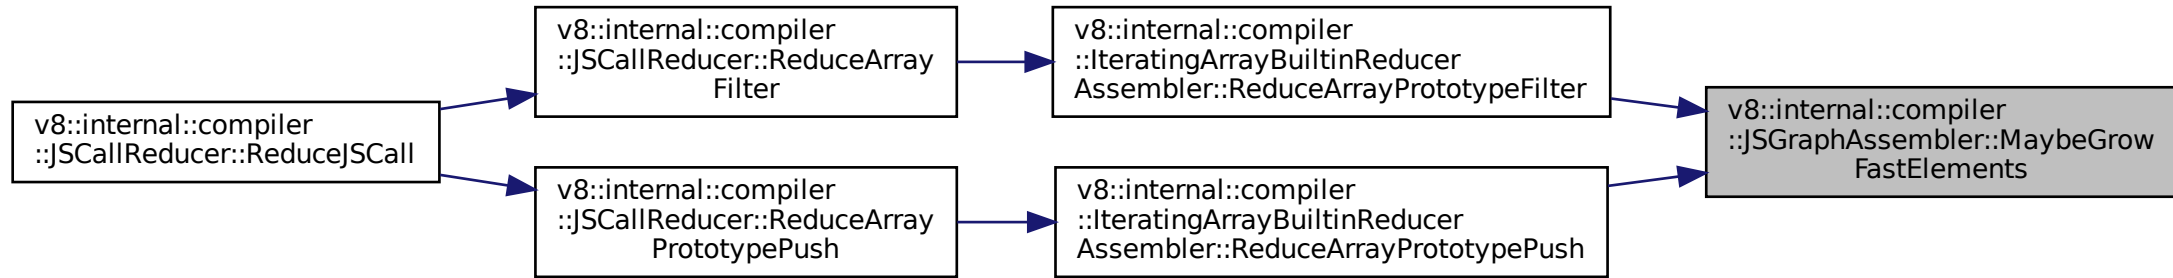 v8::internal::compiler
::JSCallReducer::ReduceJSCall
v8::internal::compiler
::JSCallReducer::ReduceArray
Filter
v8::internal::compiler
::IteratingArrayBuiltinReducer
Assembler::ReduceArrayPrototypeFilter
v8::internal::compiler
::JSGraphAssembler::MaybeGrow
FastElements
v8::internal::compiler
::JSCallReducer::ReduceArray
PrototypePush
v8::internal::compiler
::IteratingArrayBuiltinReducer
Assembler::ReduceArrayPrototypePush